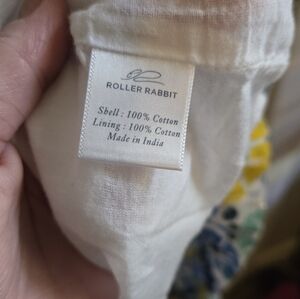 ROLLER RABBIT
Shell : 100% Cotton
Lining : 100% Cotton
Made in India